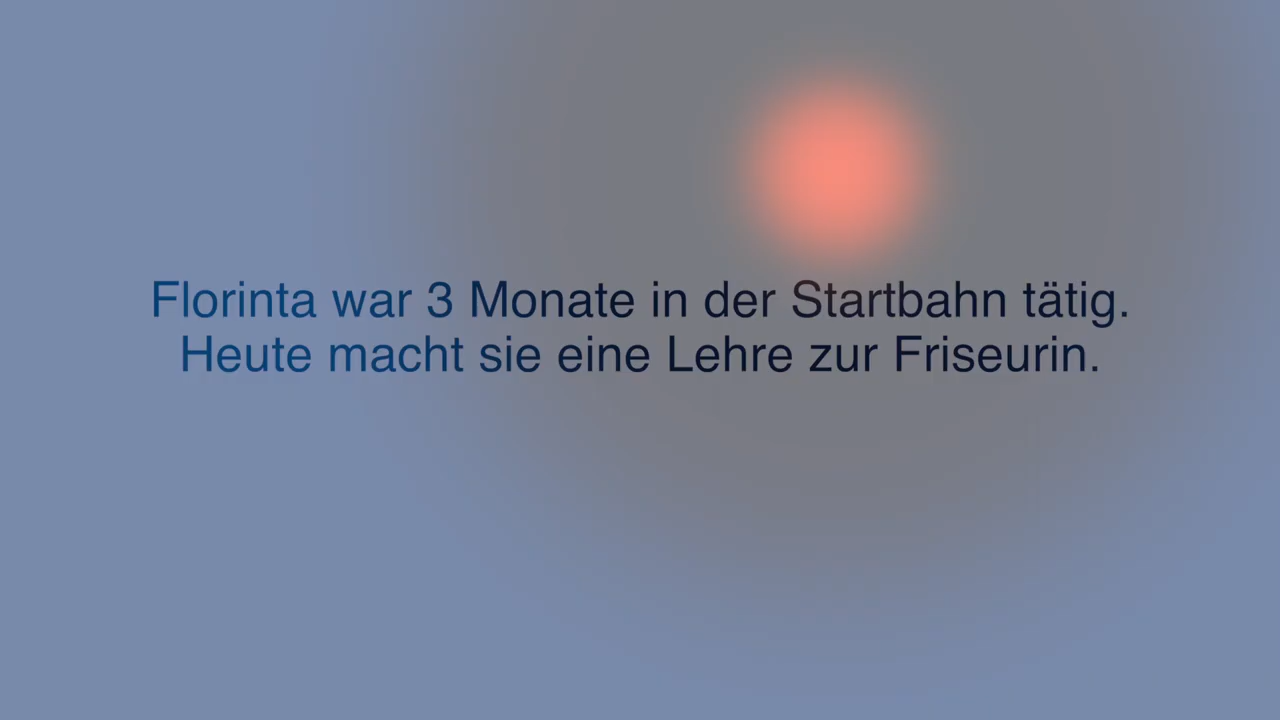 Florinta war 3 Monate in der Startbahn tätig.
Heute macht sie eine Lehre zur Friseurin.